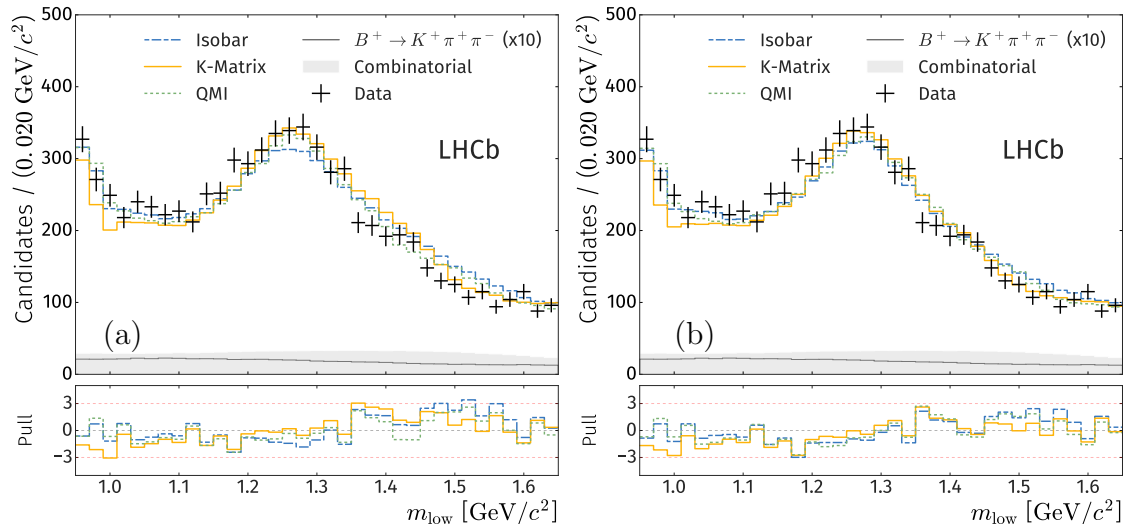 Candidates / (0.020 GeV/c²)
500
400
300
200
100
0
Isobar
K-Matrix
QMI
B⁺ → K⁺π⁺π⁻ (x10)
Combinatorial
Data
LHCb
(a)
Pull
3
0
−3
1.0 1.1 1.2 1.3 1.4 1.5 1.6
m_low [GeV/c²]
Candidates / (0.020 GeV/c²)
500
400
300
200
100
0
Isobar
K-Matrix
QMI
B⁺ → K⁺π⁺π⁻ (x10)
Combinatorial
Data
LHCb
(b)
Pull
3
0
−3
1.0 1.1 1.2 1.3 1.4 1.5 1.6
m_low [GeV/c²]